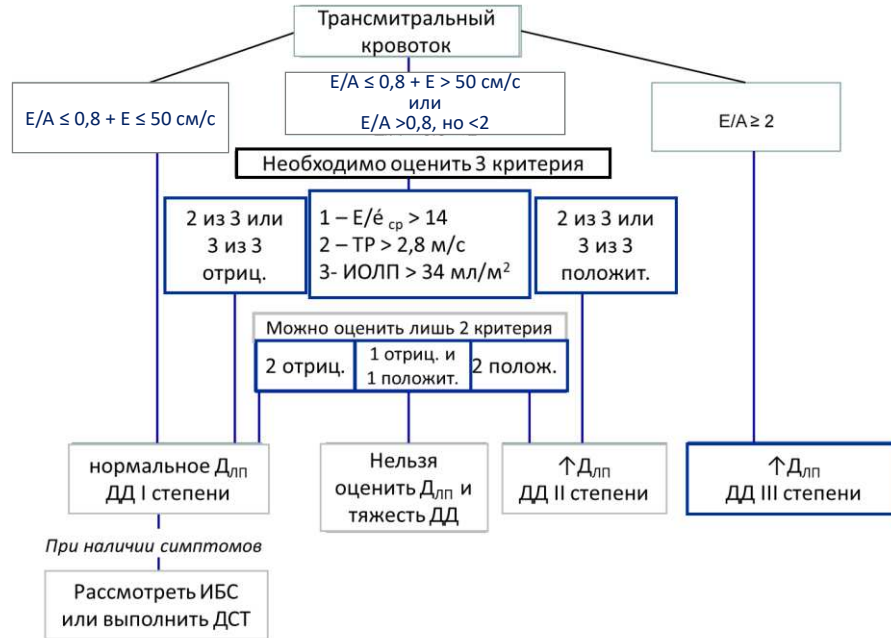 Трансмитральный
кровоток
E/A ≤ 0,8 + E ≤ 50 см/с
E/A ≤ 0,8 + E > 50 см/с
или
E/A >0,8, но <2
E/A ≥ 2
Необходимо оценить 3 критерия
2 из 3 или
3 из 3
отриц.
1 – E/é ср > 14
2 – ТР > 2,8 м/с
3- ИОЛП > 34 мл/м²
2 из 3 или
3 из 3
положит.
Можно оценить лишь 2 критерия
2 отриц.
1 отриц. и
1 положит.
2 полож.
нормальное ДЛП
ДД I степени
Нельзя
оценить ДЛП и
тяжесть ДД
↑ДЛП
ДД II степени
↑ДЛП
ДД III степени
При наличии симптомов
Рассмотреть ИБС
или выполнить ДСТ